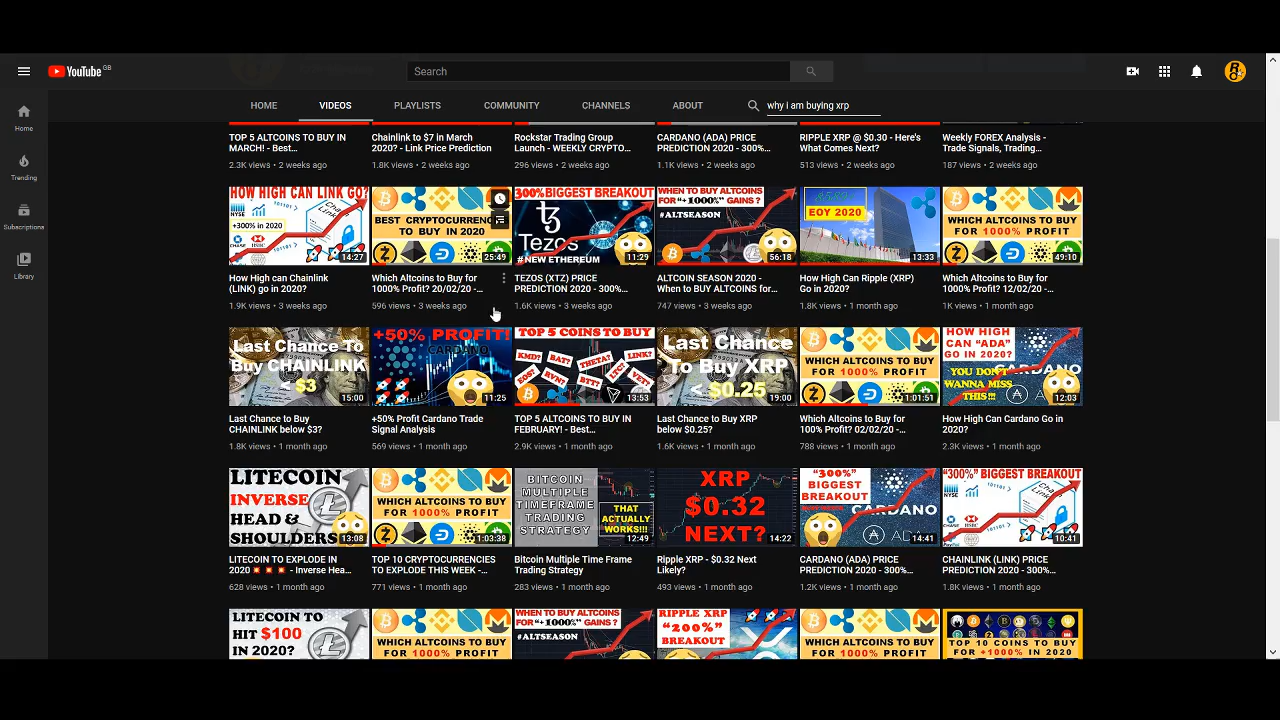 YouTube GB
Search
HOME VIDEOS PLAYLISTS COMMUNITY CHANNELS ABOUT why i am buying xrp
Home
Trending
Subscriptions
Library
TOP 5 ALTCOINS TO BUY IN
MARCH! - Best...
2.3K views • 2 weeks ago
Chainlink to $7 in March
2020? - Link Price Prediction
1.8K views • 2 weeks ago
Rockstar Trading Group
Launch - WEEKLY CRYPTO...
296 views • 2 weeks ago
CARDANO (ADA) PRICE
PREDICTION 2020 - 300%...
1.1K views • 2 weeks ago
RIPPLE XRP @ $0.30 - Here's
What Comes Next?
513 views • 2 weeks ago
Weekly FOREX Analysis -
Trade Signals, Trading...
187 views • 2 weeks ago
HOW HIGH CAN LINK GO?
NYSE
+300% in 2020
CHASE HSBC
101101
14:27
How High can Chainlink
(LINK) go in 2020?
1.9K views • 3 weeks ago
BEST CRYPTOCURRENC
TO BUY IN 2020
25:49
Which Altcoins to Buy for
1000% Profit? 20/02/20 -...
596 views • 3 weeks ago
300% BIGGEST BREAKOUT
Tezos
#NEW ETHEREUM
11:29
TEZOS (XTZ) PRICE
PREDICTION 2020 - 300%...
1.6K views • 3 weeks ago
WHEN TO BUY ALTCOINS
FOR "+1000%" GAINS ?
#ALTSEASON
56:18
ALTCOIN SEASON 2020 -
When to BUY ALTCOINS for...
747 views • 3 weeks ago
EOY 2020
13:33
How High Can Ripple (XRP)
Go in 2020?
1.8K views • 1 month ago
WHICH ALTCOINS TO BUY
FOR 1000% PROFIT
49:10
Which Altcoins to Buy for
1000% Profit? 12/02/20 -...
1K views • 1 month ago
Last Chance To
Buy CHAINLINK
< $3
15:00
Last Chance to Buy
CHAINLINK below $3?
1.8K views • 1 month ago
+50% PROFIT!
CARDANO
11:25
+50% Profit Cardano Trade
Signal Analysis
569 views • 1 month ago
TOP 5 COINS TO BUY
KMD? BAT? THETA? LINK?
EOS? RVN? BTT? LTC? VET?
13:53
TOP 5 ALTCOINS TO BUY IN
FEBRUARY! - Best...
2.9K views • 1 month ago
Last Chance
To Buy XRP
< $0.25
19:00
Last Chance to Buy XRP
below $0.25?
1.6K views • 1 month ago
WHICH ALTCOINS TO BUY
FOR 1000% PROFIT
1:01:51
Which Altcoins to Buy for
100% Profit? 02/02/20 -...
788 views • 1 month ago
HOW HIGH
CAN "ADA"
GO IN 2020?
YOU DON'T
WANNA MISS
THIS!!!
CARDANO
ADA
12:03
How High Can Cardano Go in
2020?
2.3K views • 1 month ago
LITECOIN
INVERSE
HEAD &
SHOULDERS
13:08
LITECOIN TO EXPLODE IN
2020 💥💥💥 - Inverse Hea...
628 views • 1 month ago
WHICH ALTCOINS TO BUY
FOR 1000% PROFIT
1:03:38
TOP 10 CRYPTOCURRENCIES
TO EXPLODE THIS WEEK -...
771 views • 1 month ago
BITCOIN
MULTIPLE
TIMEFRAME
TRADING
STRATEGY
THAT
ACTUALLY
WORKS!!!
12:49
Bitcoin Multiple Time Frame
Trading Strategy
283 views • 1 month ago
XRP
$0.32
NEXT?
14:22
Ripple XRP - $0.32 Next
Likely?
493 views • 1 month ago
"300%"
BIGGEST
BREAKOUT
CARDANO
ADA
14:41
CARDANO (ADA) PRICE
PREDICTION 2020 - 300%...
1.2K views • 1 month ago
"300%" BIGGEST BREAKOUT
NYSE
CHASE HSBC
101101
10:41
CHAINLINK (LINK) PRICE
PREDICTION 2020 - 300%...
1.8K views • 1 month ago
LITECOIN TO
HIT $100
IN 2020?
WHICH ALTCOINS TO BUY
FOR 1000% PROFIT
WHEN TO BUY ALTCOINS
FOR "+1000%" GAINS ?
#ALTSEASON
RIPPLE XRP
"200%"
BREAKOUT
WHICH ALTCOINS TO BUY
FOR 1000% PROFIT
TOP 10 COINS TO BUY
FOR +1000% IN 2020